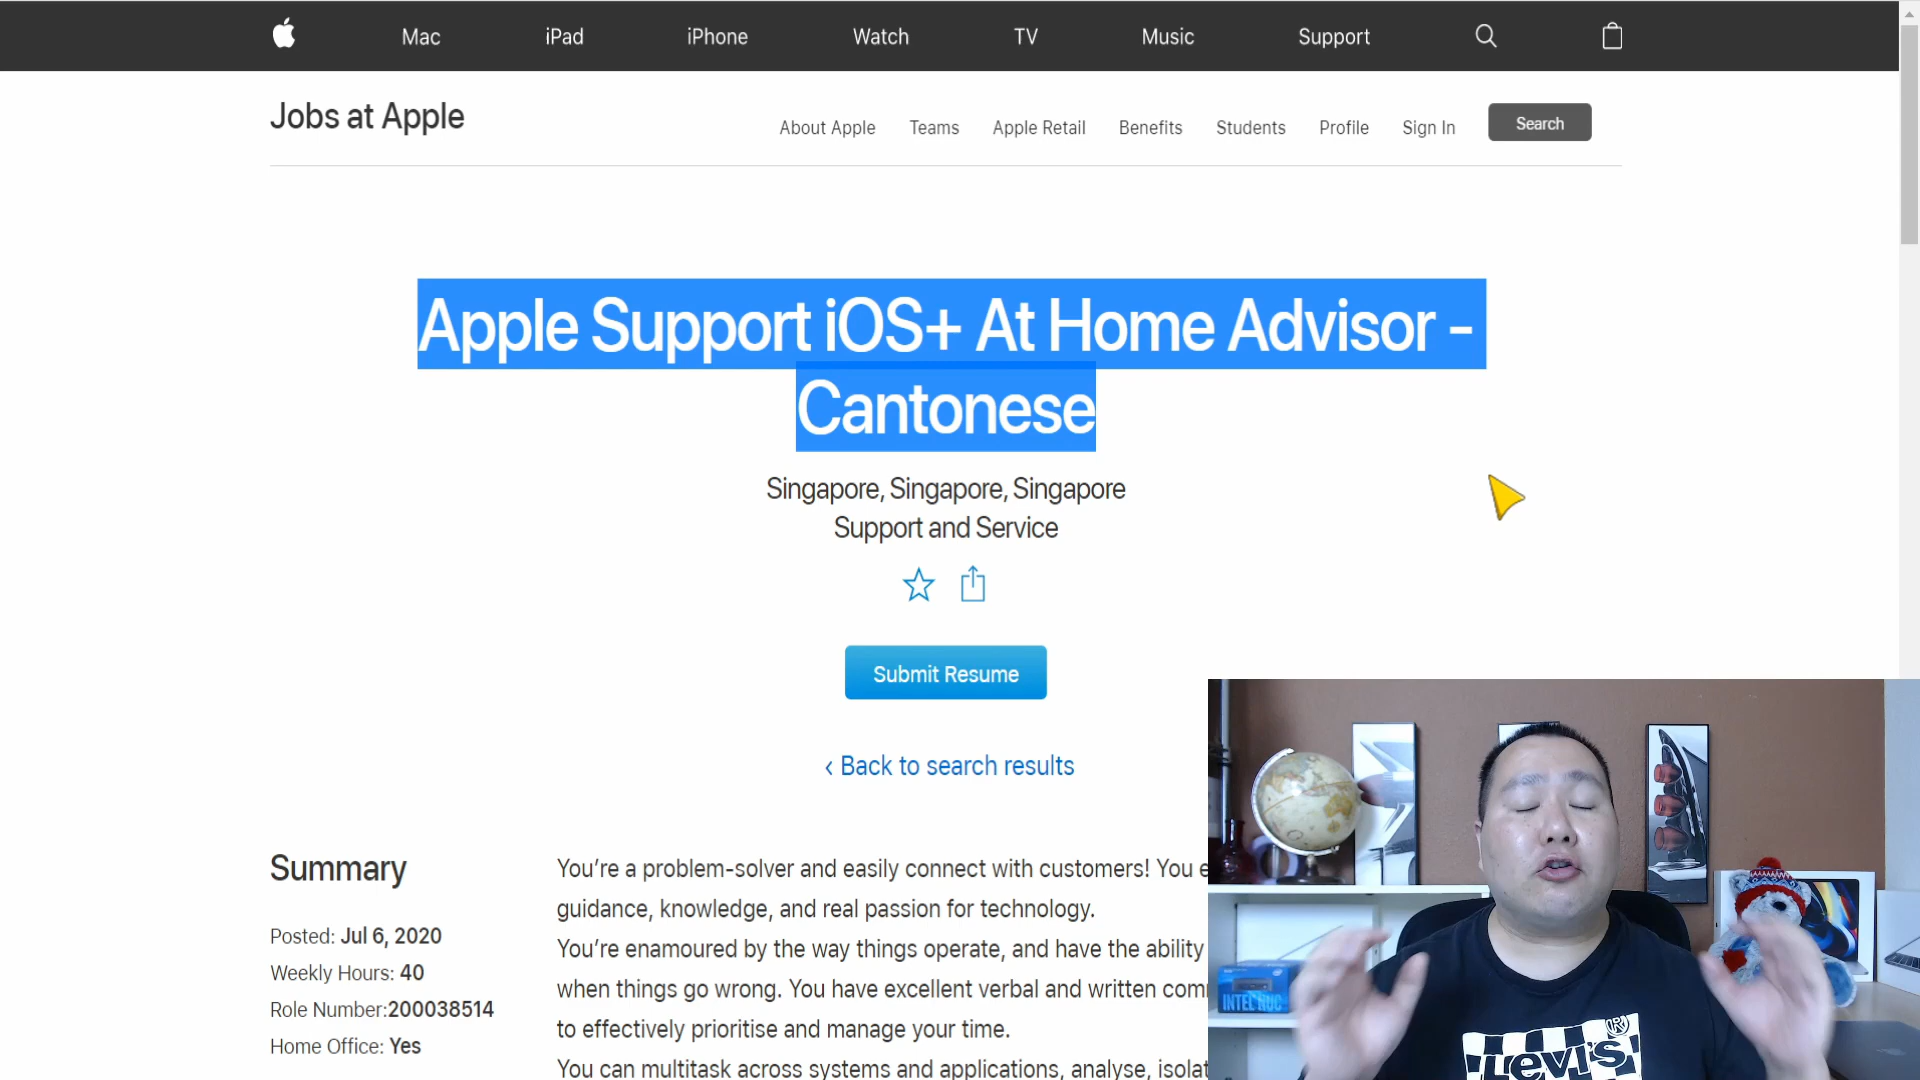 Mac iPad iPhone Watch TV Music Support
Jobs at Apple
About Apple Teams Apple Retail Benefits Students Profile Sign In Search
Apple Support iOS+ At Home Advisor -
Cantonese
Singapore, Singapore, Singapore
Support and Service
Submit Resume
‹ Back to search results
Summary
Posted: Jul 6, 2020
Weekly Hours: 40
Role Number:200038514
Home Office: Yes
You’re a problem-solver and easily connect with customers! You e
guidance, knowledge, and real passion for technology.
You’re enamoured by the way things operate, and have the ability
when things go wrong. You have excellent verbal and written com
to effectively prioritise and manage your time.
You can multitask across systems and applications, analyse, isolat
INTEL NUC
Levi's ®